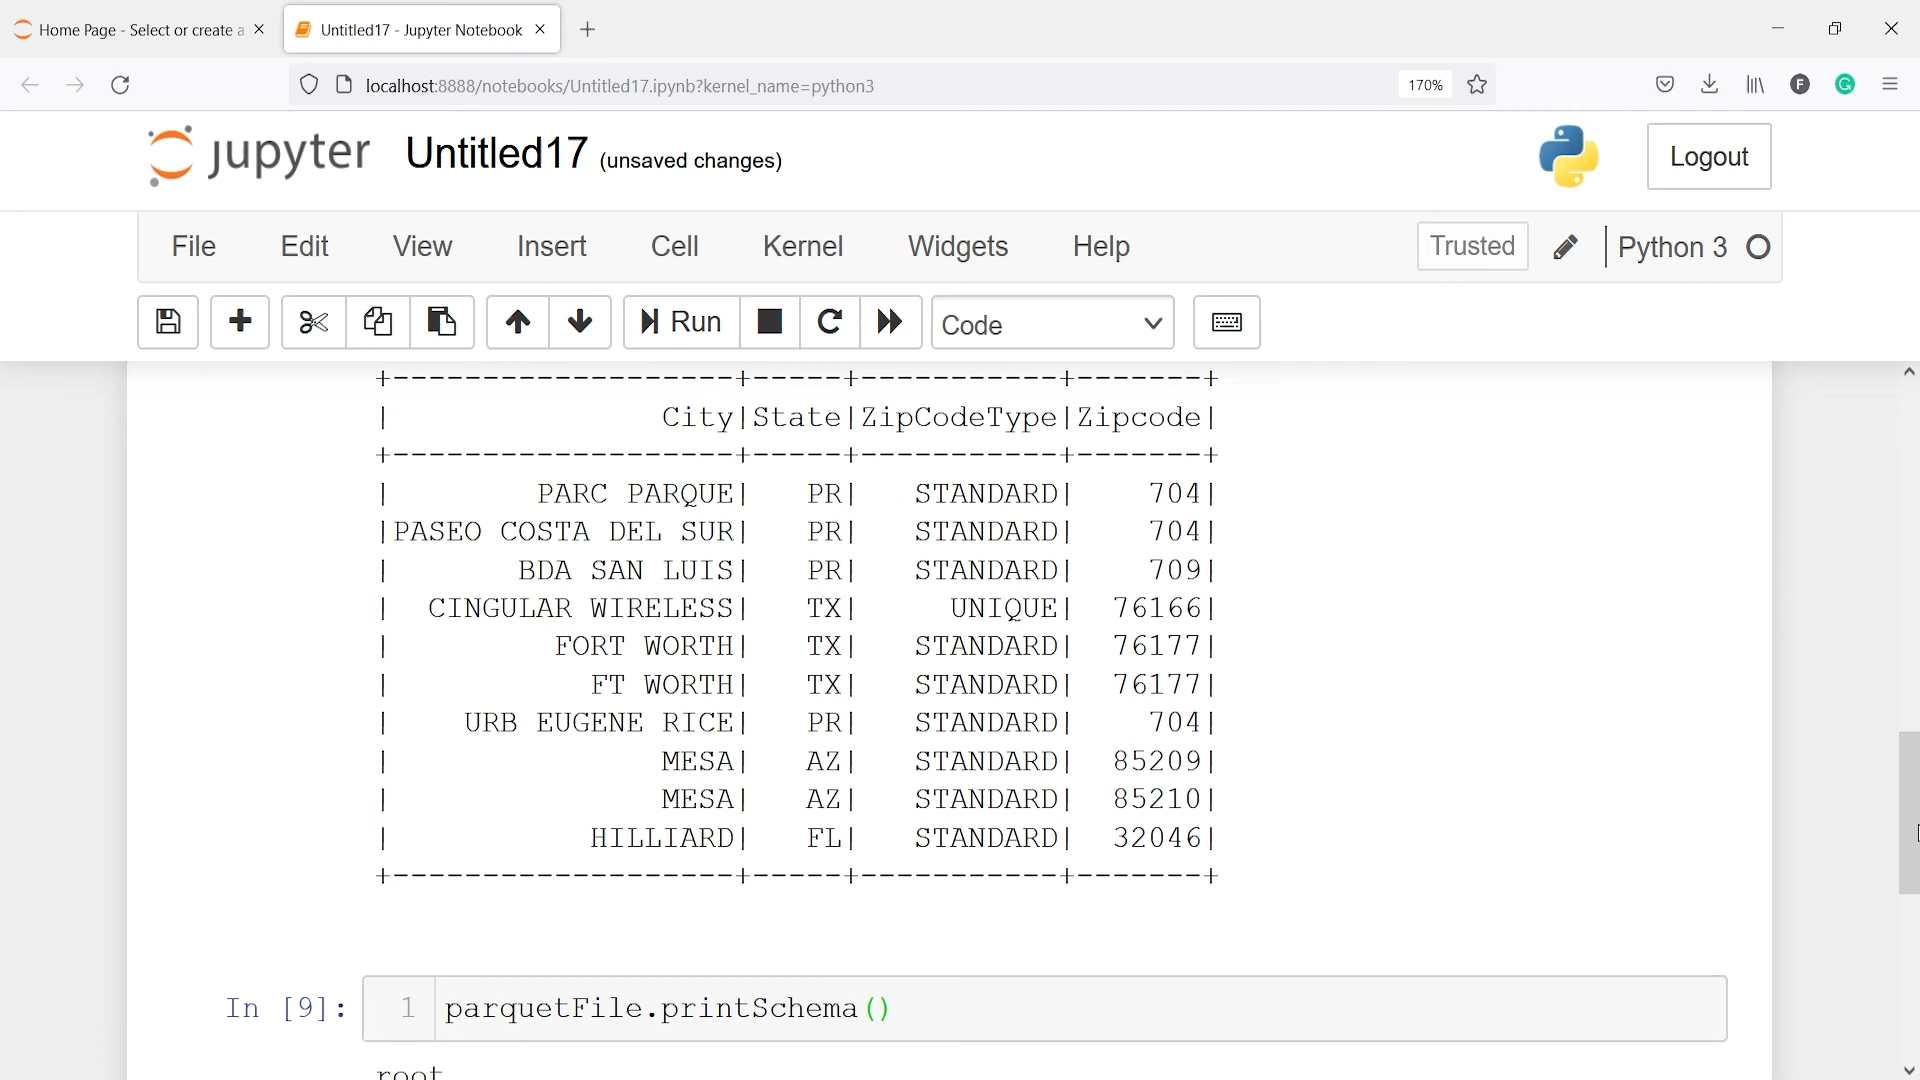 Home Page - Select or create a
Untitled17 - Jupyter Notebook
localhost:8888/notebooks/Untitled17.ipynb?kernel_name=python3
170%
F
G
jupyter Untitled17 (unsaved changes)
Logout
File Edit View Insert Cell Kernel Widgets Help
Trusted
Python 3
Run
Code
+-------------------+-----+-----------+-------+
|               City|State|ZipCodeType|Zipcode|
+-------------------+-----+-----------+-------+
|        PARC PARQUE|   PR|   STANDARD|    704|
|PASEO COSTA DEL SUR|   PR|   STANDARD|    704|
|       BDA SAN LUIS|   PR|   STANDARD|    709|
|  CINGULAR WIRELESS|   TX|     UNIQUE|  76166|
|         FORT WORTH|   TX|   STANDARD|  76177|
|           FT WORTH|   TX|   STANDARD|  76177|
|    URB EUGENE RICE|   PR|   STANDARD|    704|
|               MESA|   AZ|   STANDARD|  85209|
|               MESA|   AZ|   STANDARD|  85210|
|           HILLIARD|   FL|   STANDARD|  32046|
+-------------------+-----+-----------+-------+
In [9]: 1 parquetFile.printSchema()
root